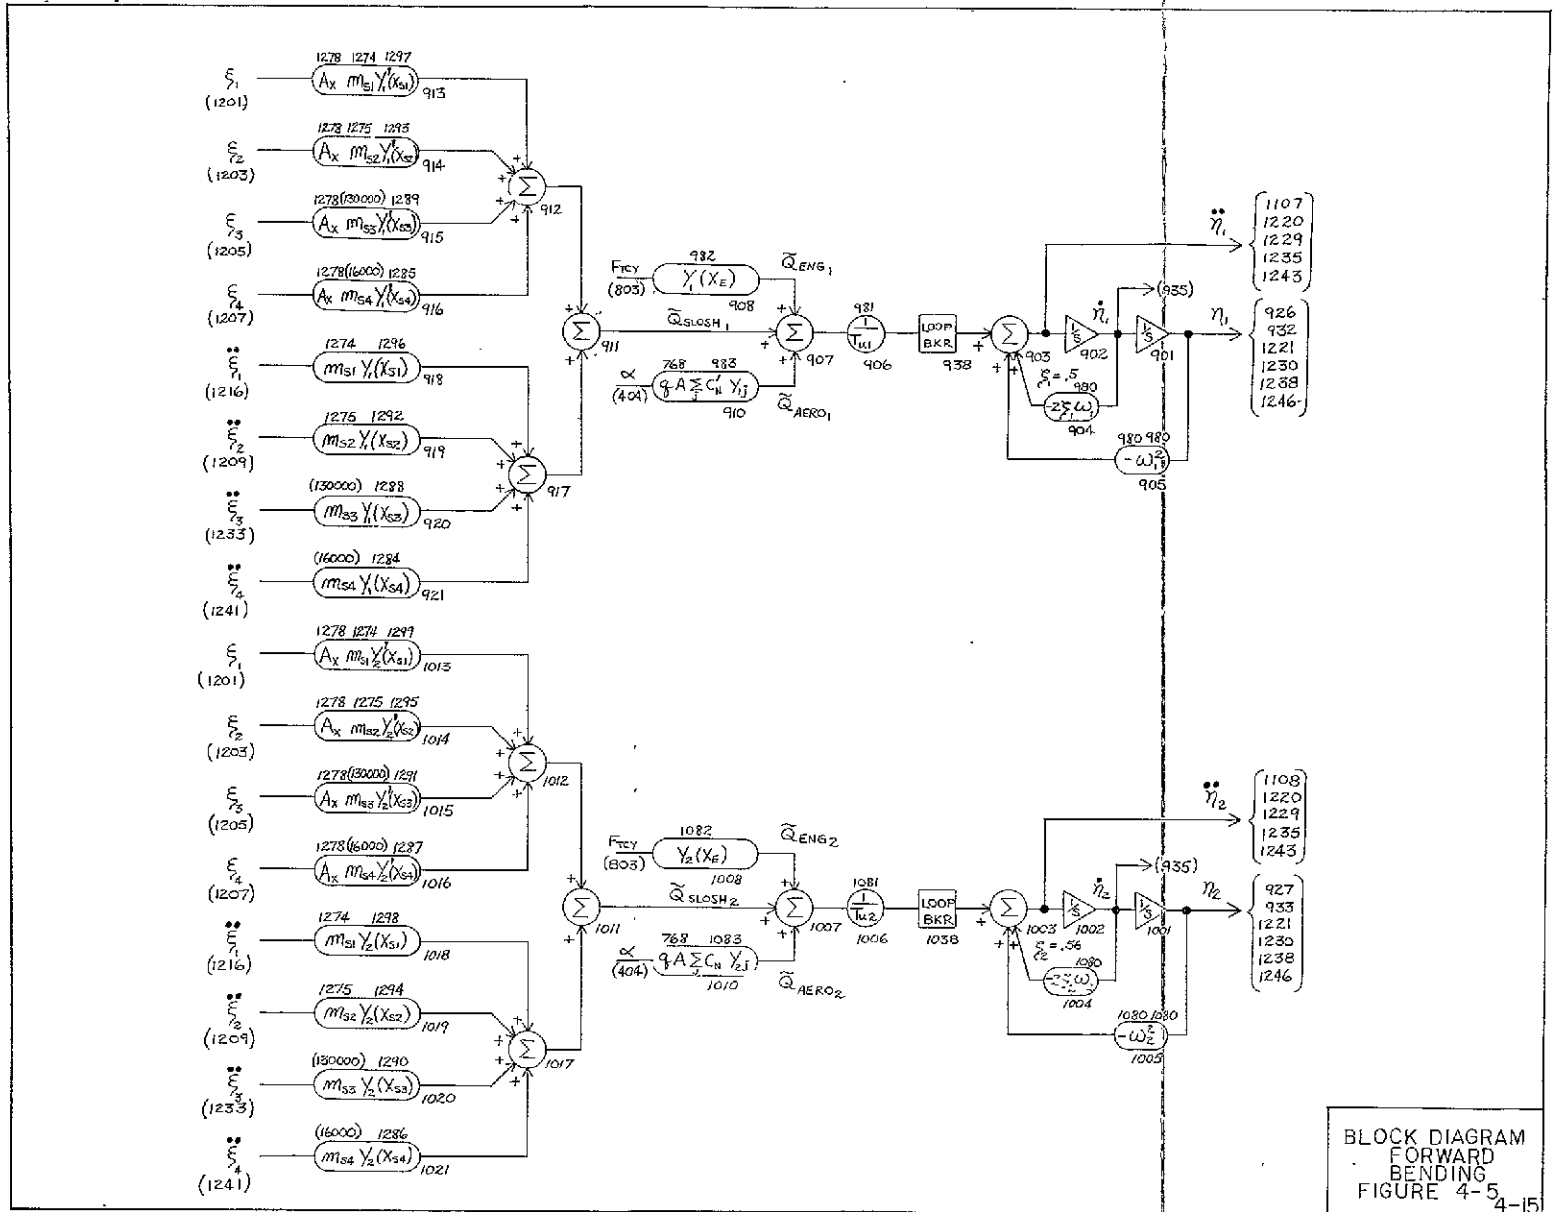 1278 1274 1297
ξ₁ Aₓ mS1 Y₁'(XS1) 913
(1201)
1278 1275 1293
ξ₂ Aₓ mS2 Y₁'(XS2) 914
(1203)
1278 (130000) 1289
ξ₃ Aₓ mS3 Y₁'(XS3) 915
(1205)
1278 (16000) 1285
ξ₄ Aₓ mS4 Y₁'(XS4) 916
(1207)
+ + + + Σ 912
1274 1296
ξ̈₁ mS1 Y₁(XS1) 918
(1216)
1275 1292
ξ̈₂ mS2 Y₁(XS2) 919
(1209)
(130000) 1288
ξ̈₃ mS3 Y₁(XS3) 920
(1233)
(16000) 1284
ξ̈₄ mS4 Y₁(XS4) 921
(1241)
+ + + + Σ 917
+ + Σ 911
Q̃SLOSH₁
982
FTCY Y₁(XE) 908
(803)
Q̃ENG₁
768 983
α q A Σj CN' Y1j 910
(404)
Q̃AERO₁
+ + + Σ 907
981
1/Tu1
906
LOOP
BKR
938
+ + + Σ 903
1/S 902
η̇₁
(935)
1/S 901
ξ₁ = .5
980
-2ξ₁ω₁
904
980 980
-ω₁²
905
η̈₁
1107
1220
1229
1235
1243
η₁
926
932
1221
1230
1238
1246
1278 1274 1299
ξ₁ Aₓ mS1 Y₂'(XS1) 1013
(1201)
1278 1275 1295
ξ₂ Aₓ mS2 Y₂'(XS2) 1014
(1203)
1278 (130000) 1291
ξ₃ Aₓ mS3 Y₂'(XS3) 1015
(1205)
1278 (16000) 1287
ξ₄ Aₓ mS4 Y₂'(XS4) 1016
(1207)
+ + + + Σ 1012
1274 1298
ξ̈₁ mS1 Y₂(XS1) 1018
(1216)
1275 1294
ξ̈₂ mS2 Y₂(XS2) 1019
(1209)
(130000) 1290
ξ̈₃ mS3 Y₂(XS3) 1020
(1233)
(16000) 1286
ξ̈₄ mS4 Y₂(XS4) 1021
(1241)
+ + + + Σ 1017
+ + Σ 1011
Q̃SLOSH₂
1082
FTCY Y₂(XE) 1008
(803)
Q̃ENG₂
768 1083
α q A Σj CN Y2j 1010
(404)
Q̃AERO₂
+ + + Σ 1007
1081
1/Tu2
1006
LOOP
BKR
1038
+ + + Σ 1003
1/S 1002
η̇₂
(935)
1/S 1001
ξ₂ = .56
1080
1004
1080 1080
-ω₂²
1005
η̈₂
1108
1220
1229
1235
1243
η₂
927
933
1221
1230
1238
1246
BLOCK DIAGRAM
FORWARD
BENDING
FIGURE 4-5
4-15